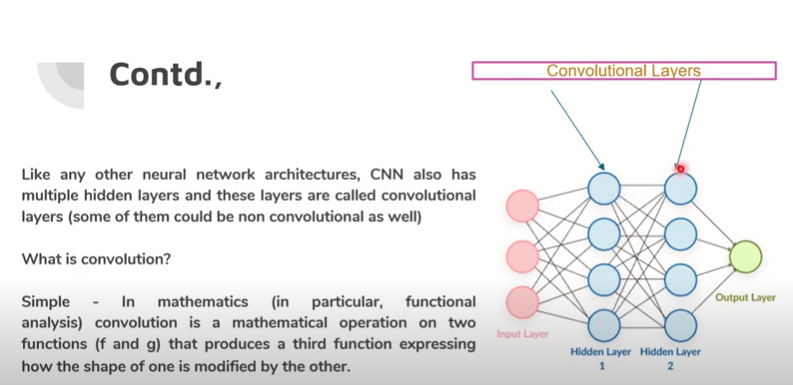 Contd.,
Convolutional Layers
Like any other neural network architectures, CNN also has
multiple hidden layers and these layers are called convolutional
layers (some of them could be non convolutional as well)
What is convolution?
Simple - In mathematics (in particular, functional
analysis) convolution is a mathematical operation on two
functions (f and g) that produces a third function expressing
how the shape of one is modified by the other.
Input Layer
Hidden Layer
1
Hidden Layer
2
Output Layer